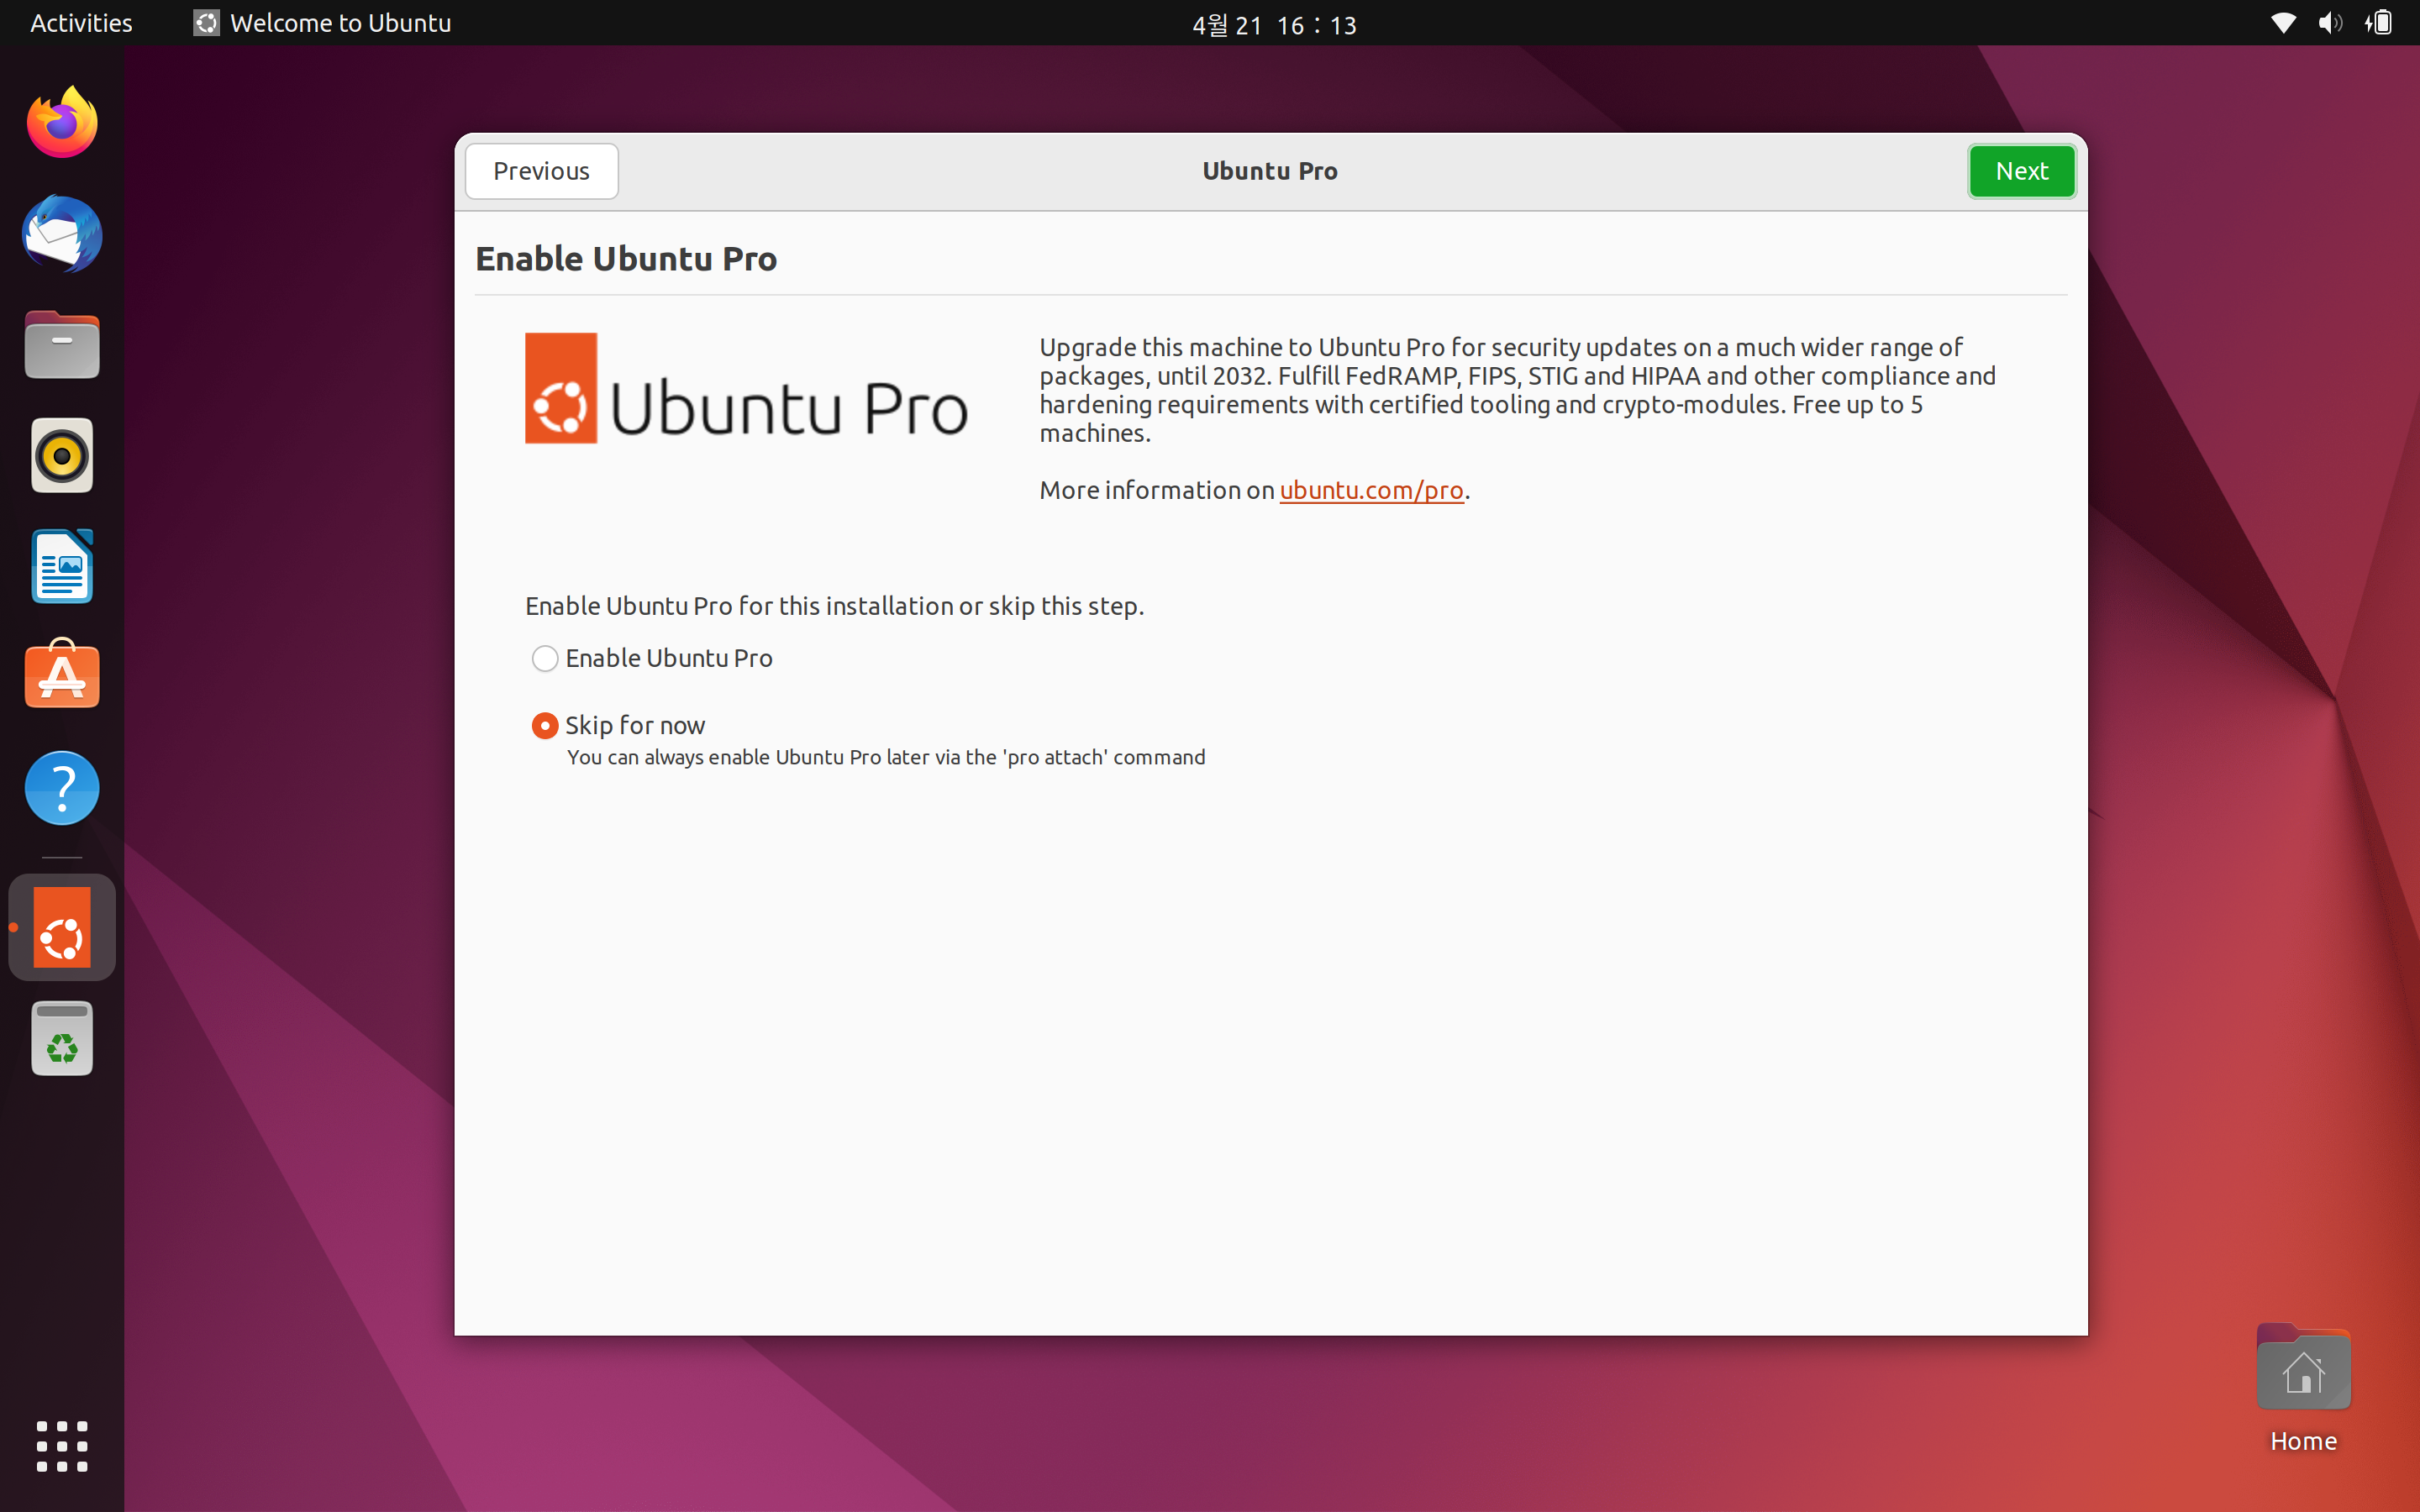 Activities
Welcome to Ubuntu
4월 21 16 : 13
Previous
Ubuntu Pro
Next
Enable Ubuntu Pro
Ubuntu Pro
Upgrade this machine to Ubuntu Pro for security updates on a much wider range of
packages, until 2032. Fulfill FedRAMP, FIPS, STIG and HIPAA and other compliance and
hardening requirements with certified tooling and crypto-modules. Free up to 5
machines.
More information on ubuntu.com/pro.
Enable Ubuntu Pro for this installation or skip this step.
Enable Ubuntu Pro
Skip for now
You can always enable Ubuntu Pro later via the 'pro attach' command
Home